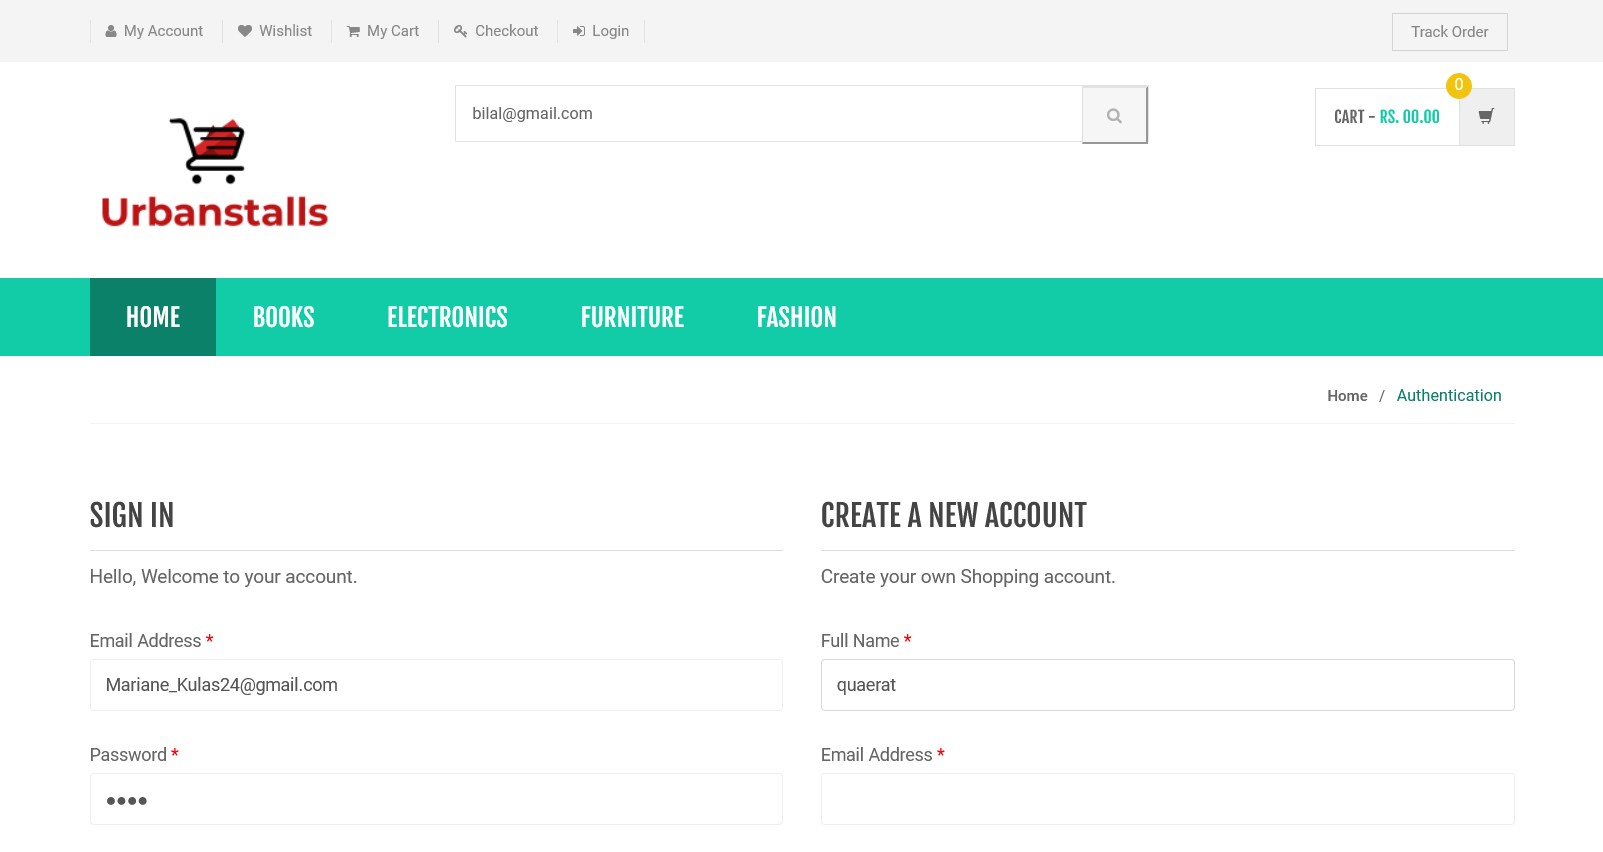 My Account Wishlist My Cart Checkout Login Track Order
bilal@gmail.com
0
CART - RS. 00.00
Urbanstalls
HOME BOOKS ELECTRONICS FURNITURE FASHION
Home / Authentication
SIGN IN
Hello, Welcome to your account.
Email Address *
Mariane_Kulas24@gmail.com
Password *
••••
CREATE A NEW ACCOUNT
Create your own Shopping account.
Full Name *
quaerat
Email Address *